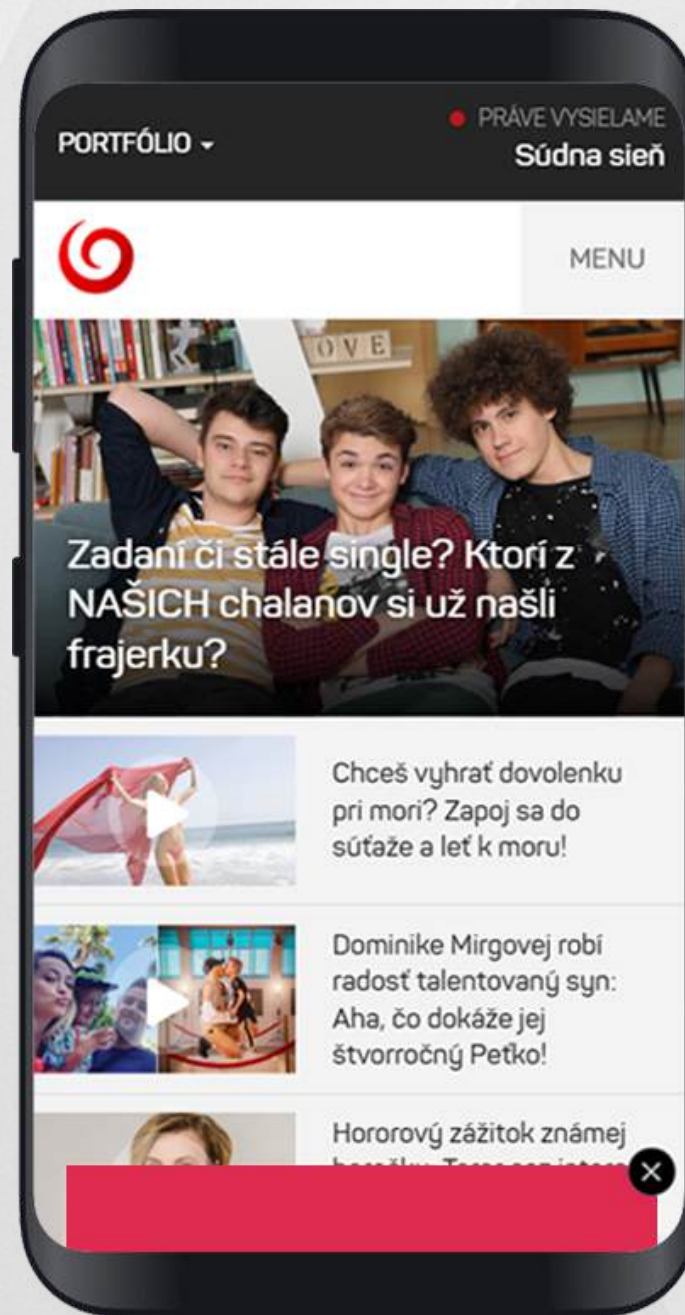 PORTFÓLIO
PRÁVE VYSIELAME
Súdna sieň
MENU
LOVE
Zadaní či stále single? Ktorí z
NAŠICH chalanov si už našli
frajerku?
Chceš vyhrať dovolenku
pri mori? Zapoj sa do
súťaže a leť k moru!
Dominike Mirgovej robí
radosť talentovaný syn:
Aha, čo dokáže jej
štvorročný Peťko!
Hororový zážitok známej